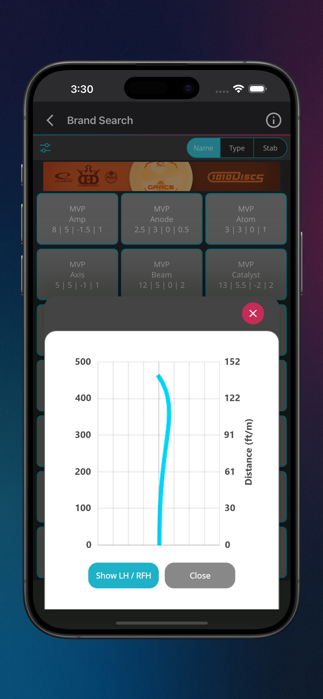 3:30
Brand Search
Name
Type
Stab
GRACE
1010DISCS
MVP
Amp
8 | 5 | -1.5 | 1
MVP
Anode
2.5 | 3 | 0 | 0.5
MVP
Atom
3 | 3 | 0 | 1
MVP
Axis
5 | 5 | -1 | 1
MVP
Beam
12 | 5 | 0 | 2
MVP
Catalyst
13 | 5.5 | -2 | 2
500
400
300
200
100
0
152
122
91
61
30
0
Distance (ft/m)
Show LH / RFH
Close